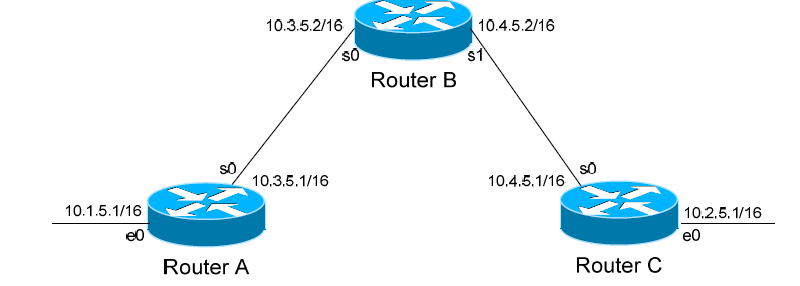 10.3.5.2/16
10.4.5.2/16
s0
s1
Router B
s0
s0
10.3.5.1/16
10.4.5.1/16
10.1.5.1/16
10.2.5.1/16
e0
e0
Router A
Router C